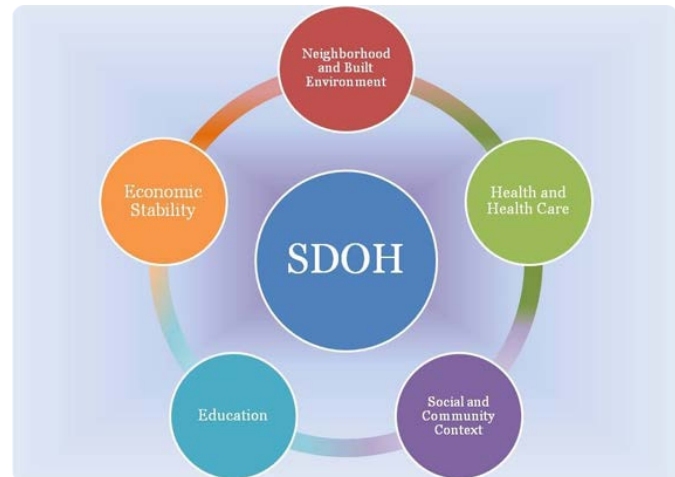 Neighborhood
and Built
Environment
Economic
Stability
Health and
Health Care
SDOH
Education
Social and
Community
Context